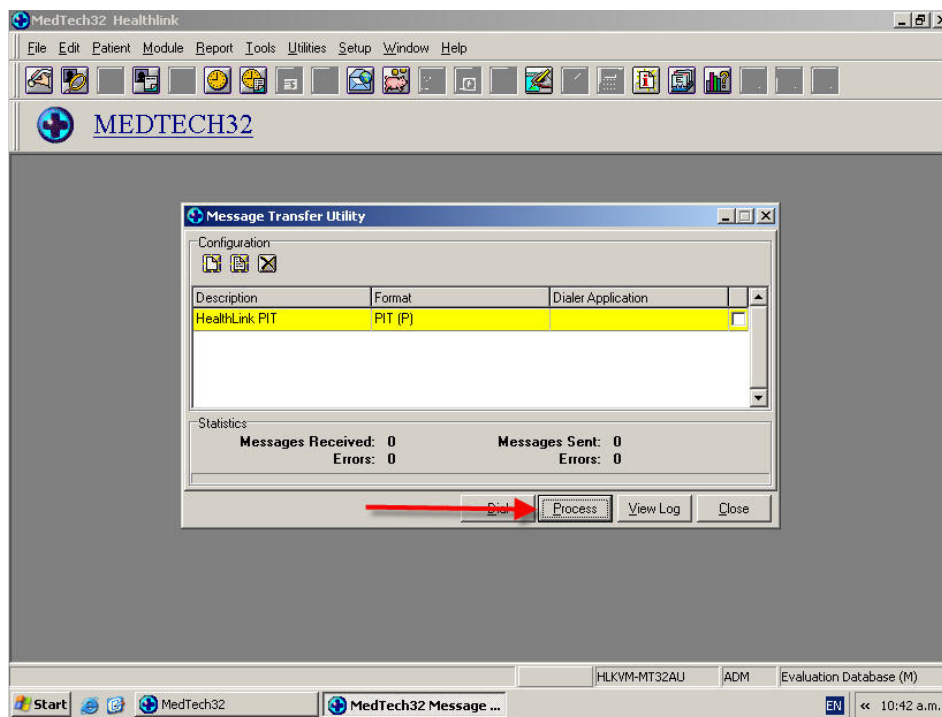 MedTech32 Healthlink
File Edit Patient Module Report Tools Utilities Setup Window Help
MEDTECH32
Message Transfer Utility
Configuration
Description Format Dialer Application
HealthLink PIT PIT (P)
Statistics
Messages Received: 0 Messages Sent: 0
Errors: 0 Errors: 0
Dial Process View Log Close
HLKVM-MT32AU ADM Evaluation Database (M)
Start MedTech32 MedTech32 Message ... EN « 10:42 a.m.